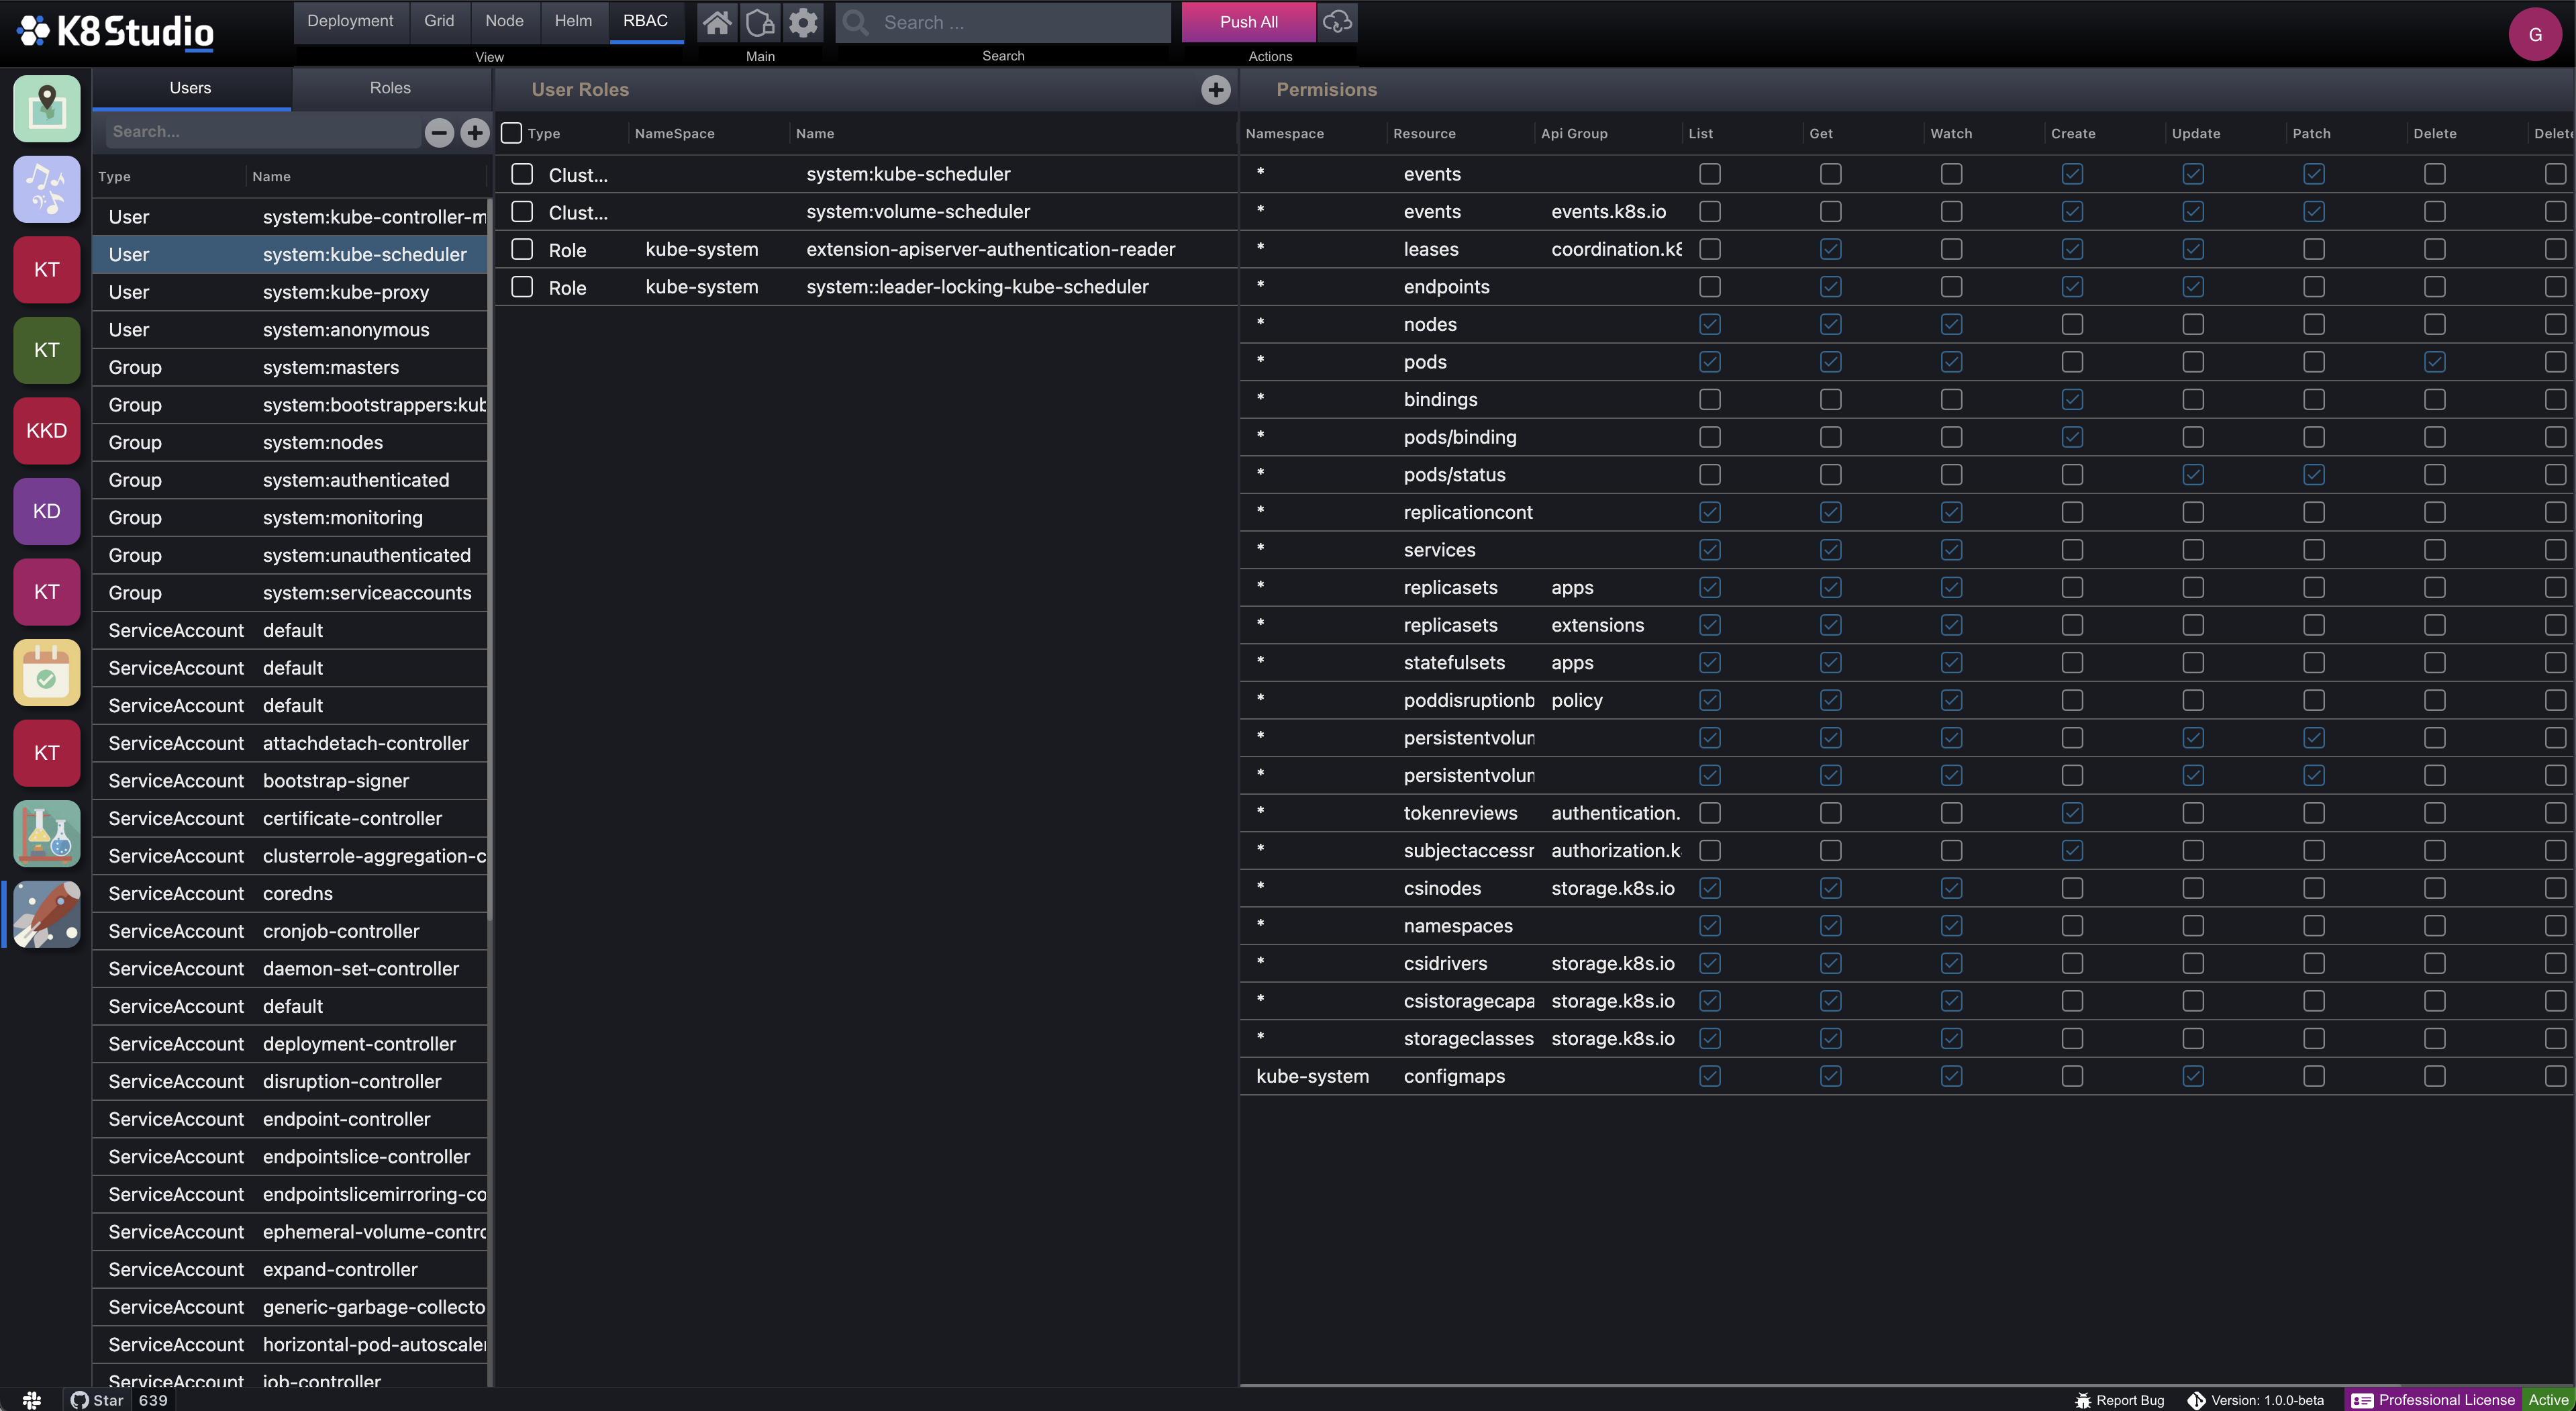 K8Studio
Deployment Grid Node Helm RBAC
View
Main
Search ...
Search
Push All
Actions
G
KT
KT
KKD
KD
KT
KT
Users Roles
Search...
Type Name
User system:kube-controller-m
User system:kube-scheduler
User system:kube-proxy
User system:anonymous
Group system:masters
Group system:bootstrappers:kub
Group system:nodes
Group system:authenticated
Group system:monitoring
Group system:unauthenticated
Group system:serviceaccounts
ServiceAccount default
ServiceAccount default
ServiceAccount default
ServiceAccount attachdetach-controller
ServiceAccount bootstrap-signer
ServiceAccount certificate-controller
ServiceAccount clusterrole-aggregation-c
ServiceAccount coredns
ServiceAccount cronjob-controller
ServiceAccount daemon-set-controller
ServiceAccount default
ServiceAccount deployment-controller
ServiceAccount disruption-controller
ServiceAccount endpoint-controller
ServiceAccount endpointslice-controller
ServiceAccount endpointslicemirroring-co
ServiceAccount ephemeral-volume-contro
ServiceAccount expand-controller
ServiceAccount generic-garbage-collecto
ServiceAccount horizontal-pod-autoscaler
ServiceAccount job-controller
User Roles
Type NameSpace Name
Clust... system:kube-scheduler
Clust... system:volume-scheduler
Role kube-system extension-apiserver-authentication-reader
Role kube-system system::leader-locking-kube-scheduler
Permisions
Namespace Resource Api Group List Get Watch Create Update Patch Delete Delete
* events
* events events.k8s.io
* leases coordination.k8
* endpoints
* nodes
* pods
* bindings
* pods/binding
* pods/status
* replicationcont
* services
* replicasets apps
* replicasets extensions
* statefulsets apps
* poddisruptionb policy
* persistentvolun
* persistentvolun
* tokenreviews authentication.
* subjectaccessr authorization.k
* csinodes storage.k8s.io
* namespaces
* csidrivers storage.k8s.io
* csistoragecapa storage.k8s.io
* storageclasses storage.k8s.io
kube-system configmaps
Star 639
Report Bug Version: 1.0.0-beta Professional License Active